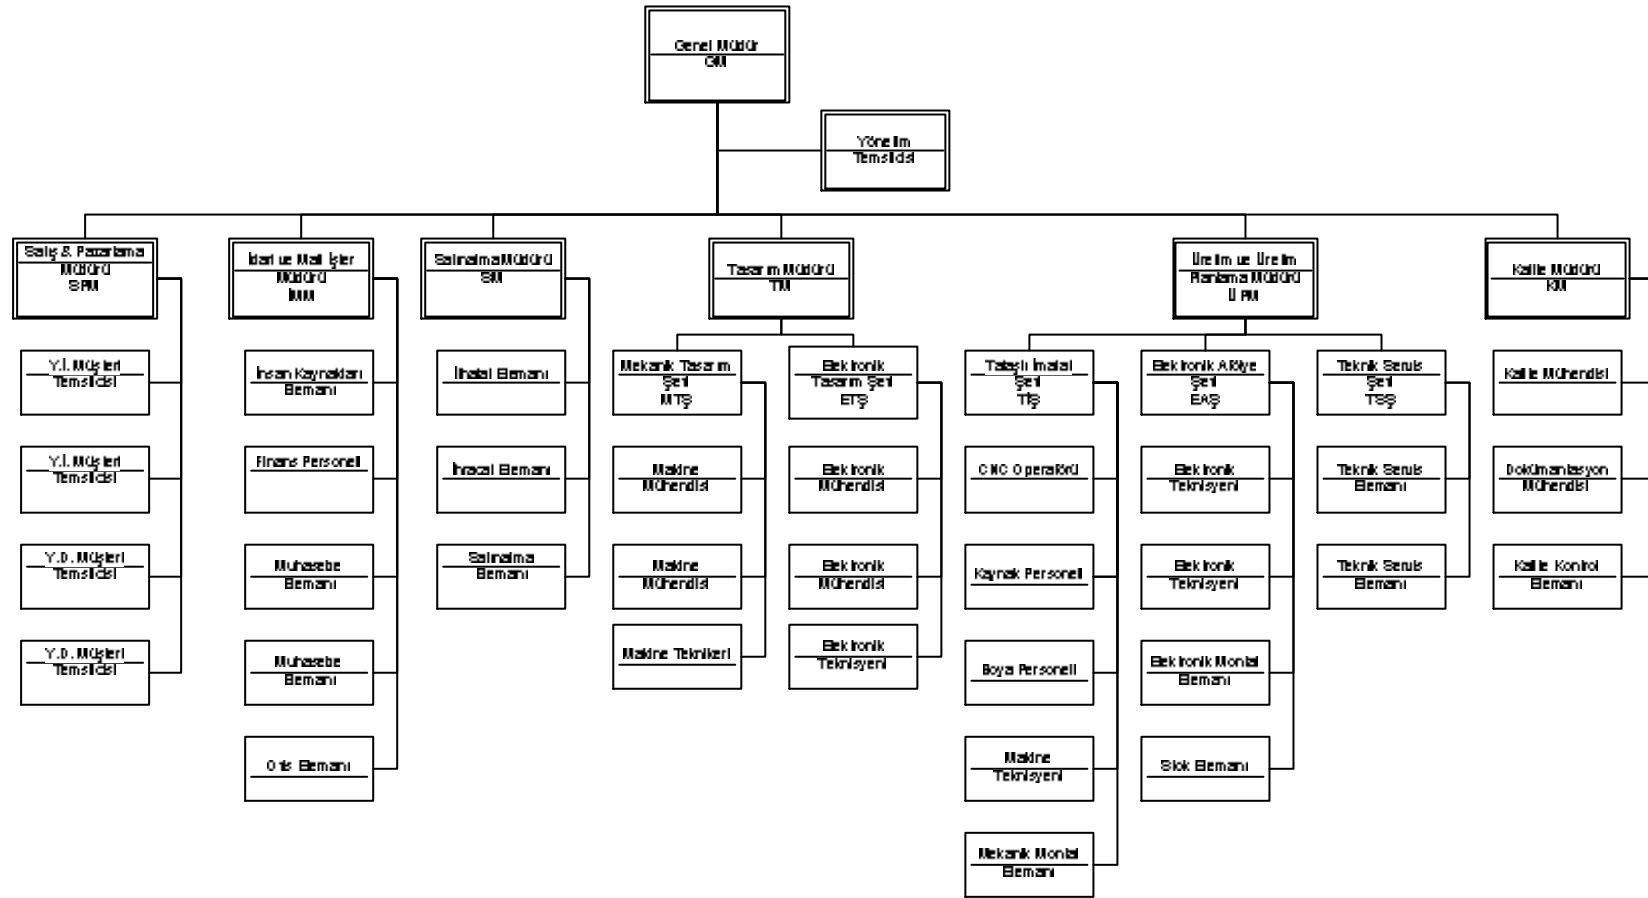 Genel Müdür
GM
Yönetim
Temsilcisi
Satış & Pazarlama
Müdürü
SPM
İdari ve Mali İşler
Müdürü
İMM
Satınalma Müdürü
SM
Tasarım Müdürü
TM
Üretim ve Üretim
Planlama Müdürü
ÜPM
Kalite Müdürü
KM
Y.İ. Müşteri
Temsilcisi
İnsan Kaynakları
Elemanı
İthalat Elemanı
Mekanik Tasarım
Şefi
MTŞ
Elektronik
Tasarım Şefi
ETŞ
Talaşlı İmalat
Şefi
TİŞ
Elektronik Atölye
Şefi
EAŞ
Teknik Servis
Şefi
TSŞ
Kalite Mühendisi
Y.İ. Müşteri
Temsilcisi
Finans Personeli
İhracat Elemanı
Makine
Mühendisi
Elektronik
Mühendisi
CNC Operatörü
Elektronik
Teknisyeni
Teknik Servis
Elemanı
Dokümantasyon
Mühendisi
Y.D. Müşteri
Temsilcisi
Muhasebe
Elemanı
Satınalma
Elemanı
Makine
Mühendisi
Elektronik
Mühendisi
Kaynak Personeli
Elektronik
Teknisyeni
Teknik Servis
Elemanı
Kalite Kontrol
Elemanı
Y.D. Müşteri
Temsilcisi
Muhasebe
Elemanı
Makine Teknikeri
Elektronik
Teknisyeni
Boya Personeli
Elektronik Montaj
Elemanı
Ofis Elemanı
Makine
Teknisyeni
Stok Elemanı
Mekanik Montaj
Elemanı